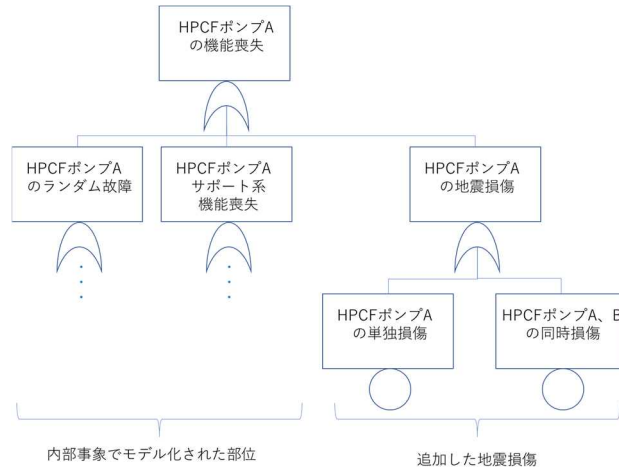 HPCFポンプA
の機能喪失
HPCFポンプA
のランダム故障
HPCFポンプA
サポート系
機能喪失
HPCFポンプA
の地震損傷
HPCFポンプA
の単独損傷
HPCFポンプA、B
の同時損傷
内部事象でモデル化された部位
追加した地震損傷